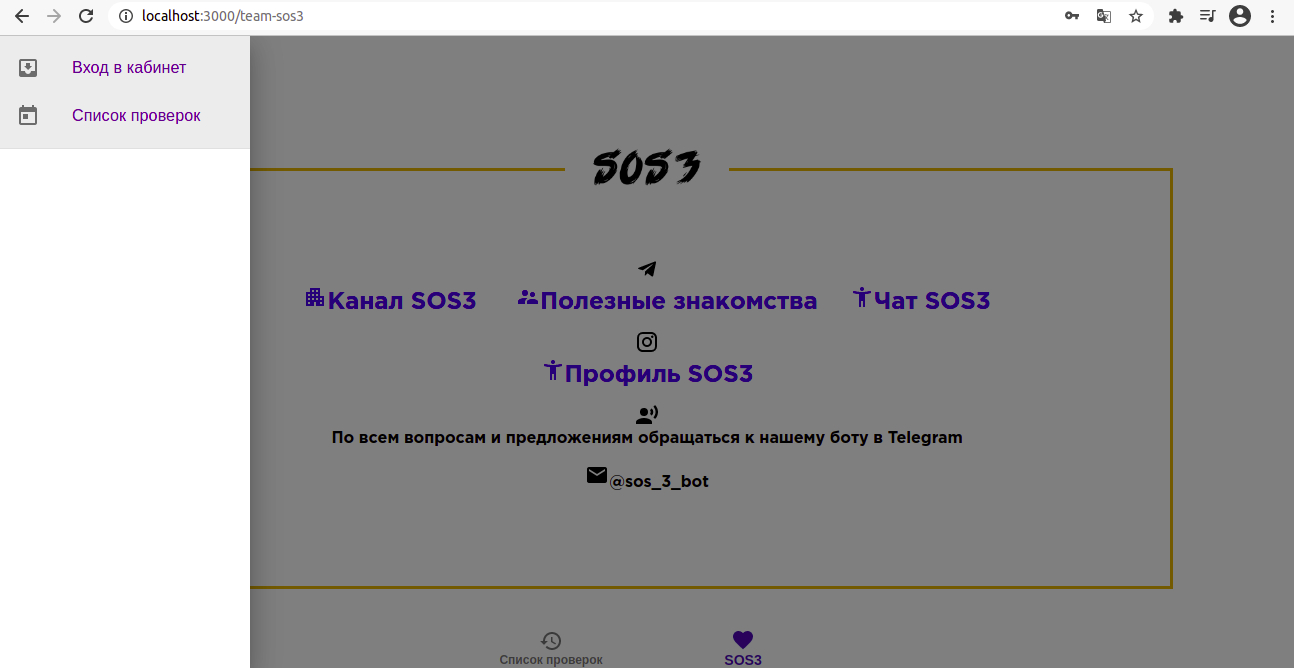 localhost:3000/team-sos3
Вход в кабинет
Список проверок
SOS3
Канал SOS3 Полезные знакомства Чат SOS3
Профиль SOS3
По всем вопросам и предложениям обращаться к нашему боту в Telegram
@sos_3_bot
Список проверок SOS3